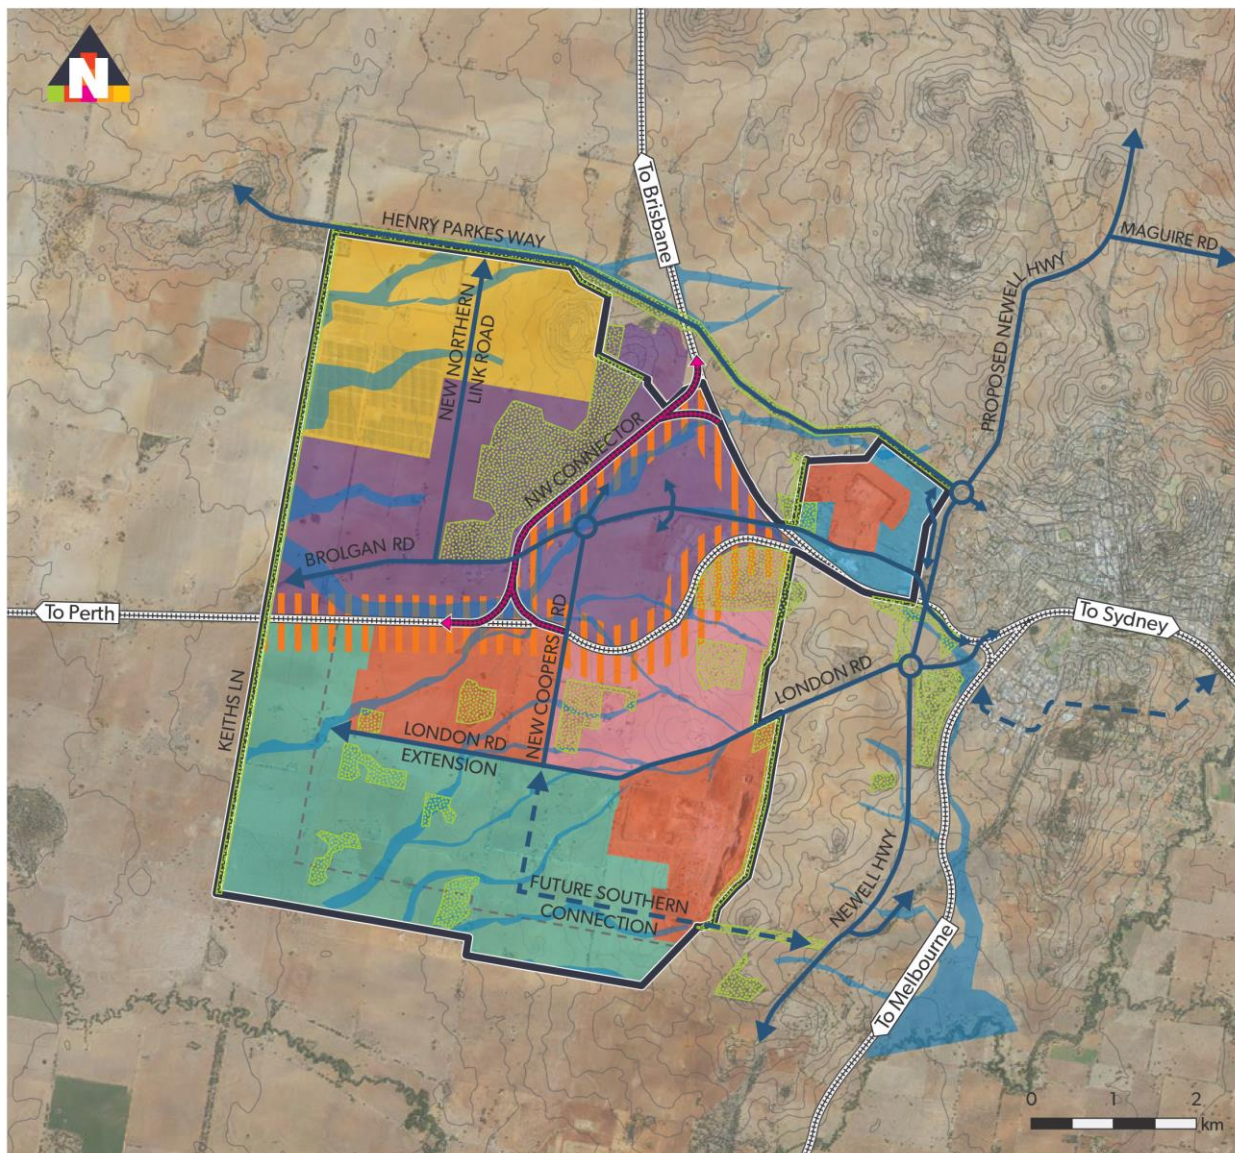 N
To Brisbane
HENRY PARKES WAY
MAGUIRE RD
PROPOSED NEWELL HWY
NEW NORTHERN
LINK ROAD
NW CONNECTOR
BROLGAN RD
To Perth
To Sydney
KEITHS LN
NEW COOPERS RD
LONDON RD
LONDON RD
EXTENSION
FUTURE SOUTHERN
CONNECTION
NEWELL HWY
To Melbourne
0 1 2
km